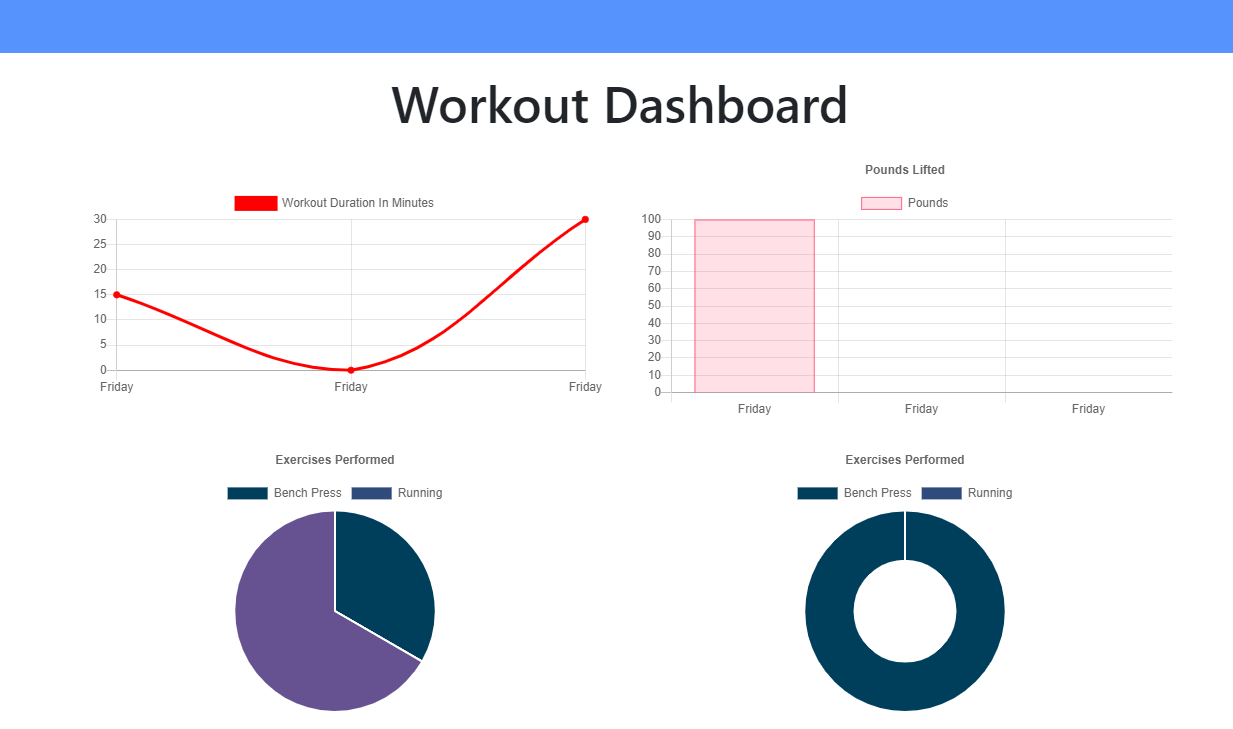 Workout Dashboard
Workout Duration In Minutes
30
25
20
15
10
5
0
Friday Friday Friday
Pounds Lifted
Pounds
100
90
80
70
60
50
40
30
20
10
0
Friday Friday Friday
Exercises Performed
Bench Press Running
Exercises Performed
Bench Press Running